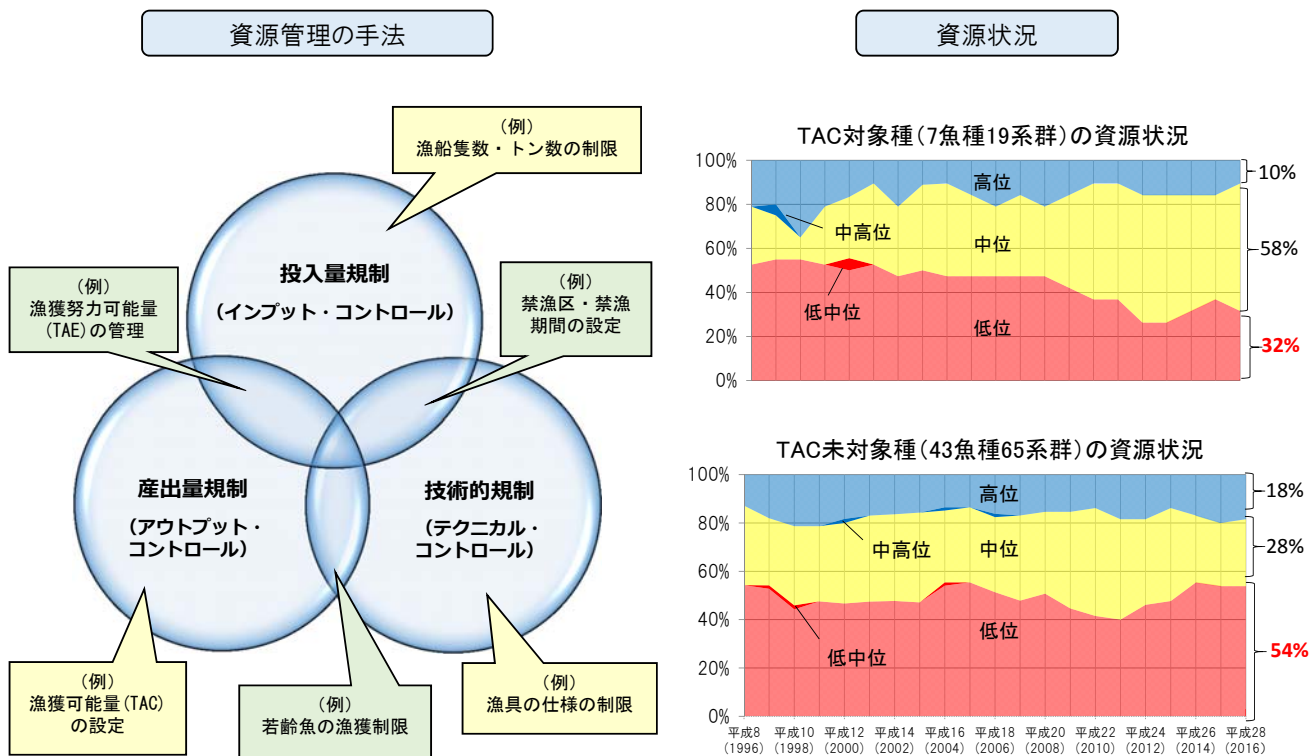 資源管理の手法
(例)
漁船隻数・トン数の制限
投入量規制
(インプット・コントロール)
(例)
漁獲努力可能量
(TAE)の管理
(例)
禁漁区・禁漁
期間の設定
産出量規制
(アウトプット・
コントロール)
技術的規制
(テクニカル・
コントロール)
(例)
漁獲可能量(TAC)
の設定
(例)
若齢魚の漁獲制限
(例)
漁具の仕様の制限
資源状況
TAC対象種(7魚種19系群)の資源状況
100%
80%
60%
40%
20%
0%
高位
中高位
中位
低中位
低位
10%
58%
32%
TAC未対象種(43魚種65系群)の資源状況
100%
80%
60%
40%
20%
0%
高位
中高位
中位
低中位
低位
18%
28%
54%
平成8 平成10 平成12 平成14 平成16 平成18 平成20 平成22 平成24 平成26 平成28
(1996) (1998) (2000) (2002) (2004) (2006) (2008) (2010) (2012) (2014) (2016)